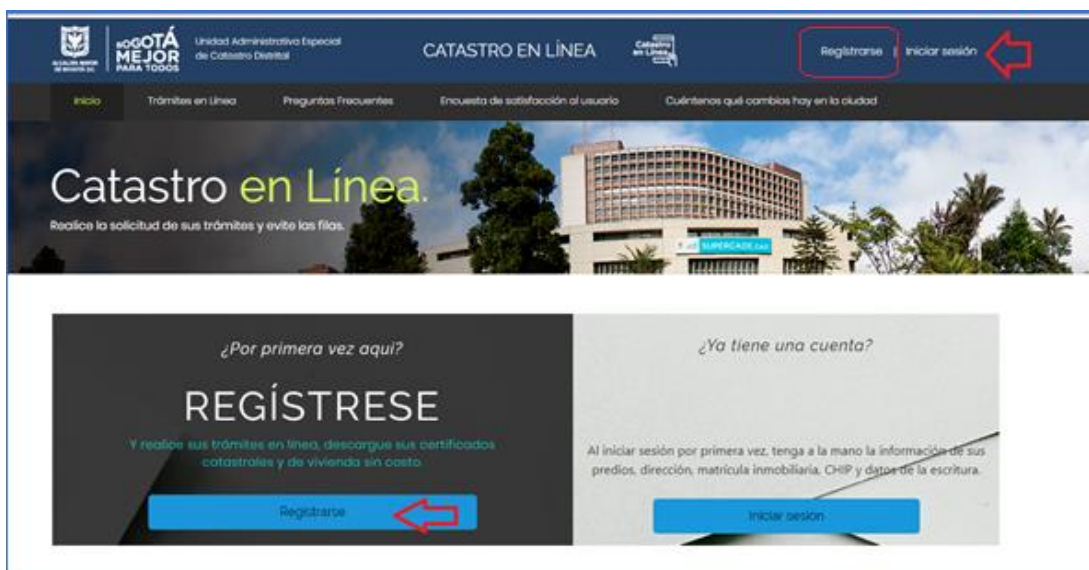 ALCALDÍA MAYOR
DE BOGOTÁ D.C.
BOGOTÁ
MEJOR
PARA TODOS
Unidad Administrativa Especial
de Catastro Distrital
CATASTRO EN LÍNEA
Catastro
en Línea
Registrarse | Iniciar sesión
Inicio
Trámites en Línea
Preguntas Frecuentes
Encuesta de satisfacción al usuario
Cuéntenos qué cambios hay en la ciudad
Catastro en Línea.
Realice la solicitud de sus trámites y evite las filas.
SUPERCADE CAD
¿Por primera vez aquí?
REGÍSTRESE
Y realice sus trámites en línea, descargue sus certificados
catastrales y de vivienda sin costo.
Registrarse
¿Ya tiene una cuenta?
Al iniciar sesión por primera vez, tenga a la mano la información de sus
predios, dirección, matrícula inmobiliaria, CHIP y datos de la escritura.
Iniciar sesión